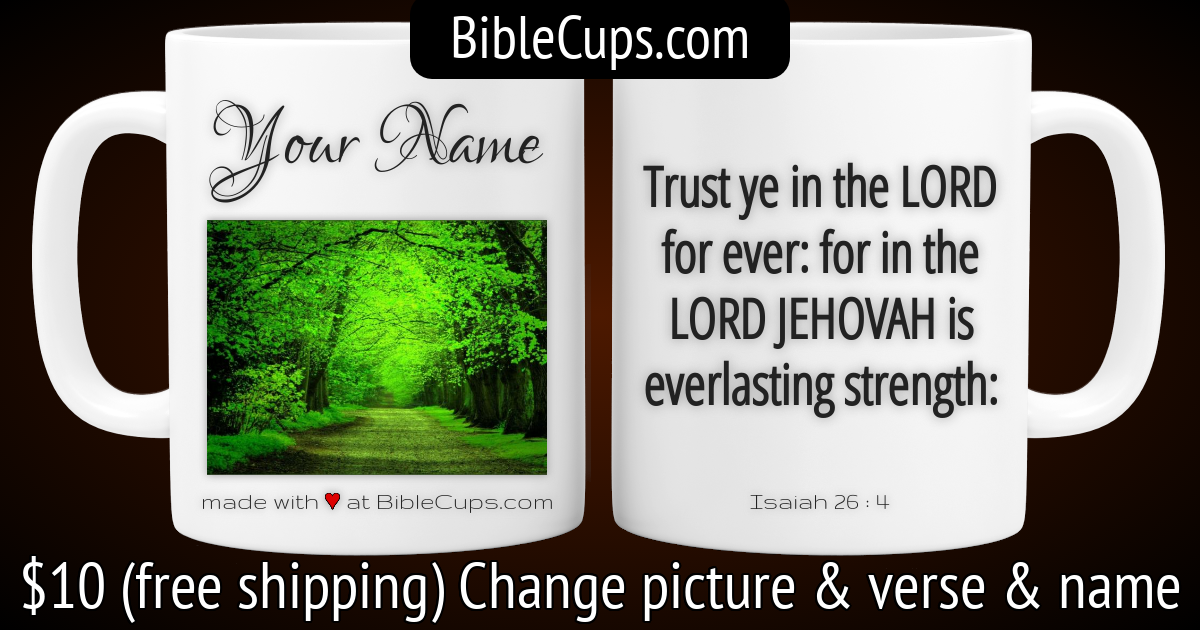 BibleCups.com
Your Name
made with ♥ at BibleCups.com
Trust ye in the LORD
for ever: for in the
LORD JEHOVAH is
everlasting strength:
Isaiah 26 : 4
$10 (free shipping) Change picture & verse & name